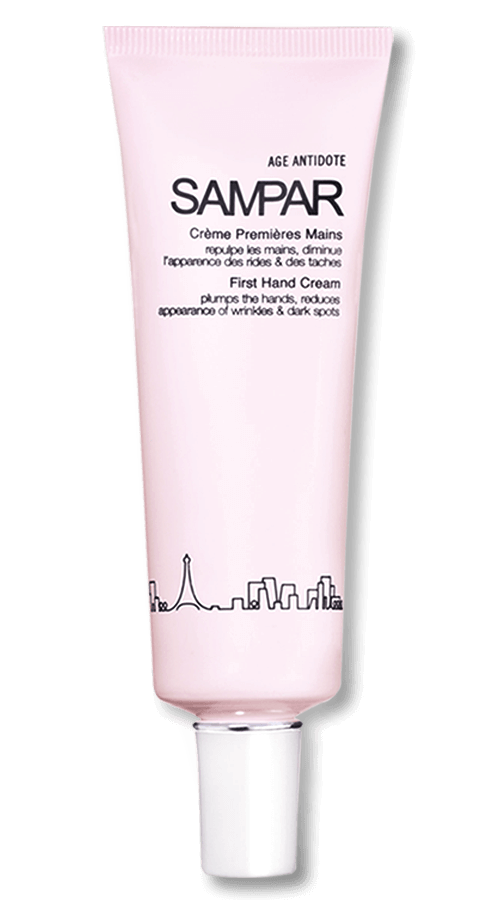 AGE ANTIDOTE
SAMPAR
Crème Premières Mains
repulpe les mains, diminue
l'apparence des rides & des taches
First Hand Cream
plumps the hands, reduces
appearance of wrinkles & dark spots